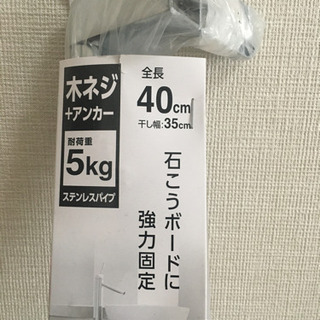 木ネジ
+アンカー
耐荷重
5kg
ステンレスパイプ
全長
40cm
干し幅:35cm
石こうボードに
強力固定